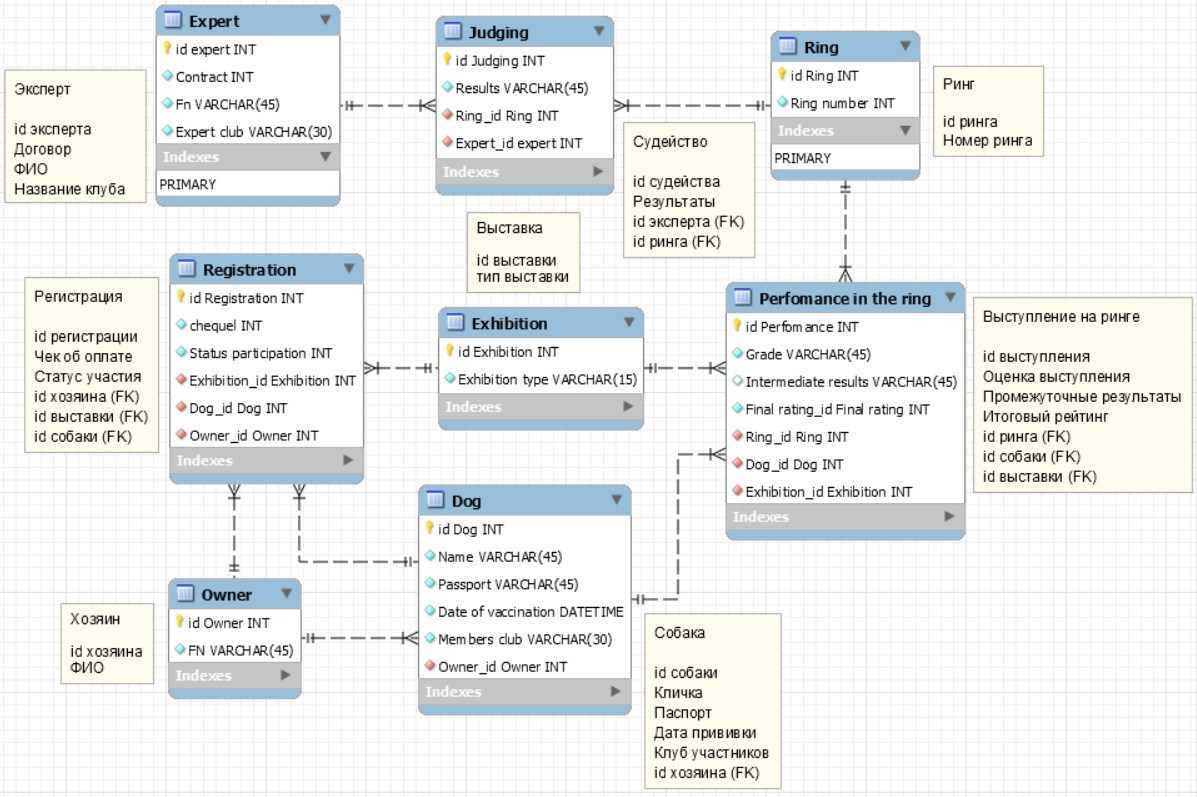 Expert
id expert INT
Contract INT
Fn VARCHAR(45)
Expert club VARCHAR(30)
Indexes
PRIMARY
Эксперт
id эксперта
Договор
ФИО
Название клуба
Judging
id Judging INT
Results VARCHAR(45)
Ring_id Ring INT
Expert_id expert INT
Indexes
Судейство
id судейства
Результаты
id эксперта (FK)
id ринга (FK)
Ring
id Ring INT
Ring number INT
Indexes
PRIMARY
Ринг
id ринга
Номер ринга
Выставка
id выставки
тип выставки
Регистрация
id регистрации
Чек об оплате
Статус участия
id хозяина (FK)
id выставки (FK)
id собаки (FK)
Registration
id Registration INT
chequel INT
Status participation INT
Exhibition_id Exhibition INT
Dog_id Dog INT
Owner_id Owner INT
Indexes
Exhibition
id Exhibition INT
Exhibition type VARCHAR(15)
Indexes
Perfomance in the ring
id Perfomance INT
Grade VARCHAR(45)
Intermediate results VARCHAR(45)
Final rating_id Final rating INT
Ring_id Ring INT
Dog_id Dog INT
Exhibition_id Exhibition INT
Indexes
Выступление на ринге
id выступления
Оценка выступления
Промежуточные результаты
Итоговый рейтинг
id ринга (FK)
id собаки (FK)
id выставки (FK)
Dog
id Dog INT
Name VARCHAR(45)
Passport VARCHAR(45)
Date of vaccination DATETIME
Members club VARCHAR(30)
Owner_id Owner INT
Indexes
Хозяин
id хозяина
ФИО
Owner
id Owner INT
FN VARCHAR(45)
Indexes
Собака
id собаки
Кличка
Паспорт
Дата прививки
Клуб участников
id хозяина (FK)